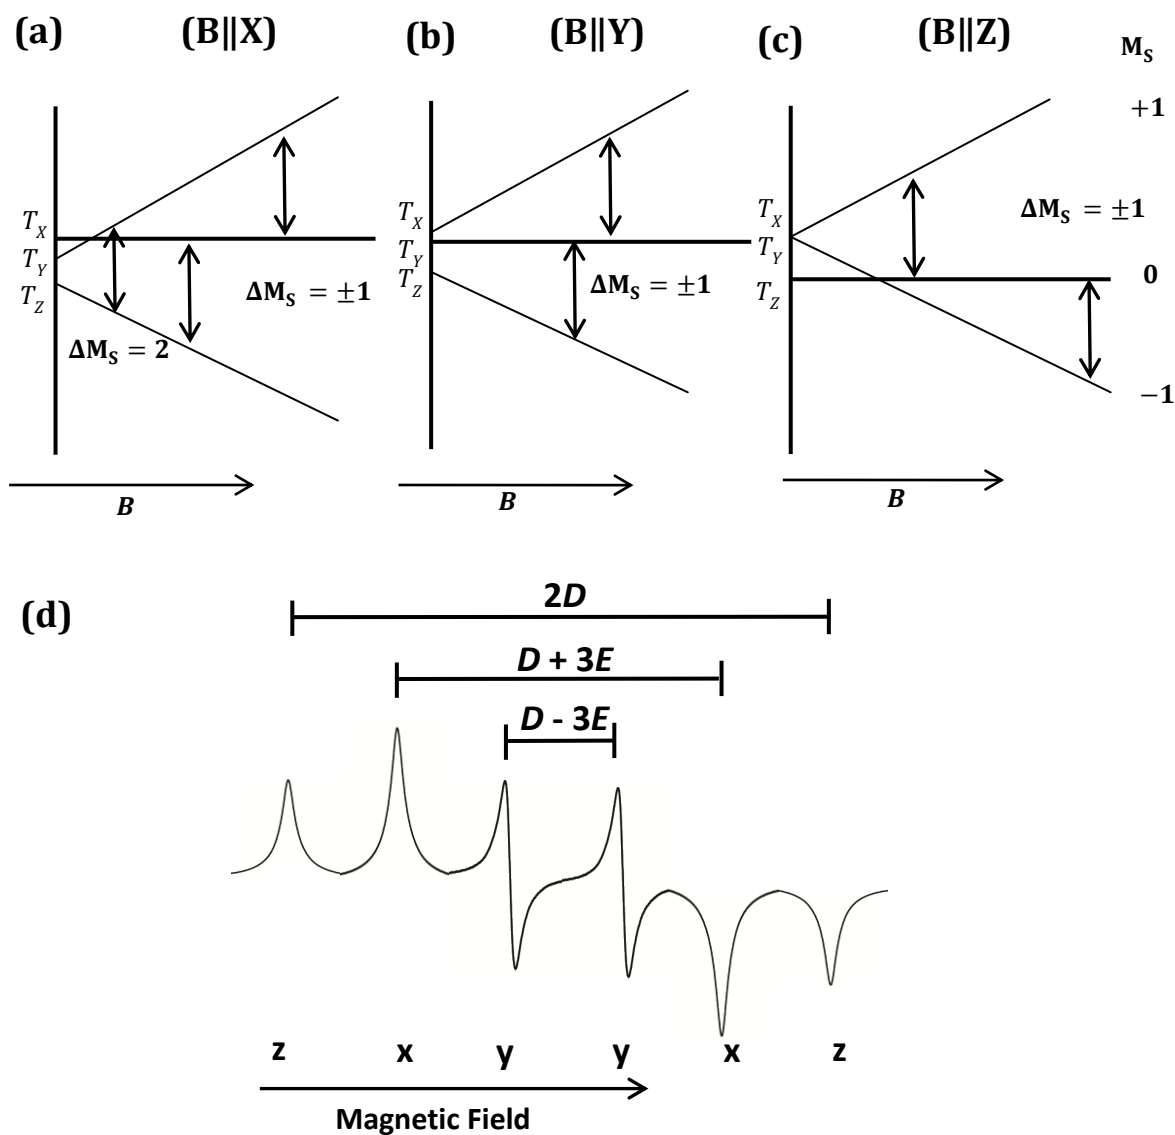 (a) (B∥X)
T_X
T_Y
T_Z
ΔM_S = ±1
ΔM_S = 2
B
(b) (B∥Y)
T_X
T_Y
T_Z
ΔM_S = ±1
B
(c) (B∥Z)
M_S
+1
T_X
T_Y
T_Z
ΔM_S = ±1
0
−1
B
(d)
2D
D + 3E
D - 3E
z x y y x z
Magnetic Field